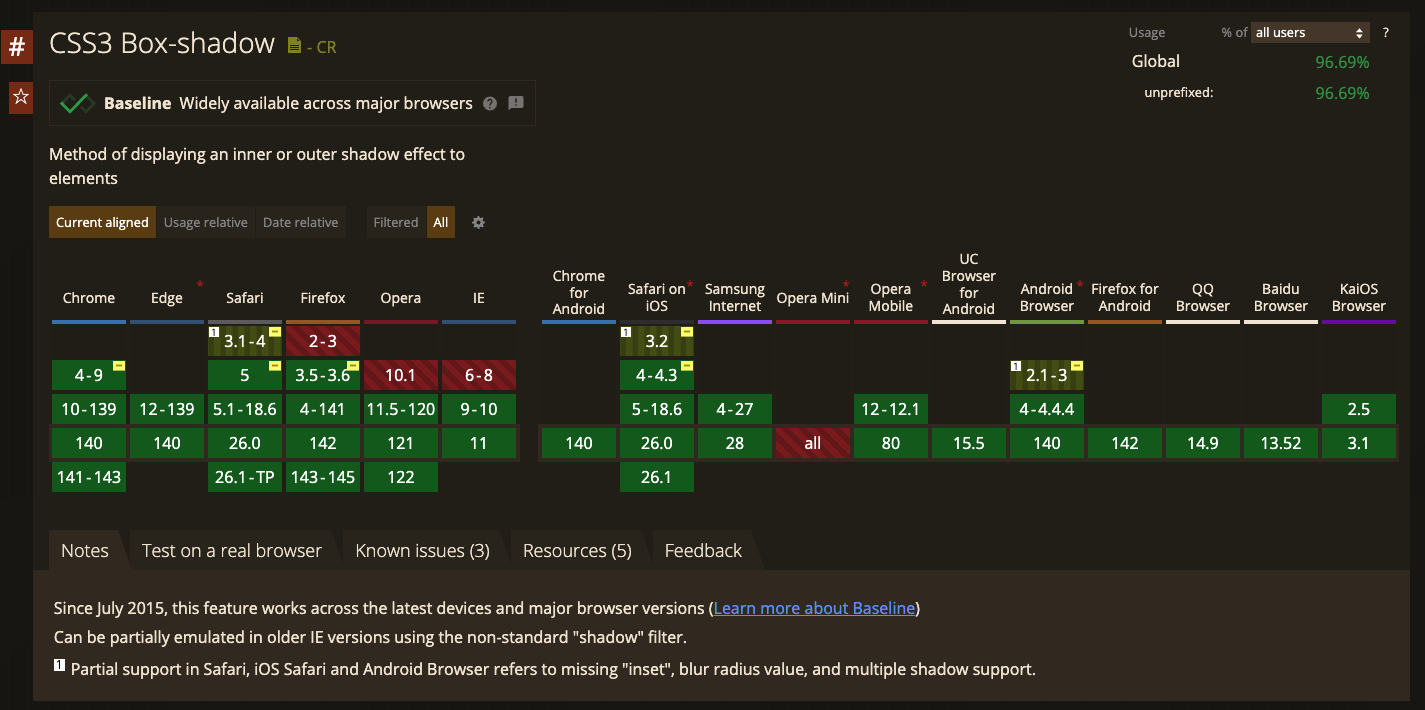 #
CSS3 Box-shadow - CR
Usage % of all users ?
Global 96.69%
unprefixed: 96.69%
Baseline Widely available across major browsers ? !
Method of displaying an inner or outer shadow effect to
elements
Current aligned Usage relative Date relative Filtered All
Chrome Edge * Safari Firefox Opera IE Chrome for Android Safari on iOS * Samsung Internet Opera Mini * Opera Mobile * UC Browser for Android Android Browser * Firefox for Android QQ Browser Baidu Browser KaiOS Browser
1 3.1-4 2-3 1 3.2
4-9 5 3.5-3.6 10.1 6-8 4-4.3 1 2.1-3
10-139 12-139 5.1-18.6 4-141 11.5-120 9-10 5-18.6 4-27 12-12.1 4-4.4.4 2.5
140 140 26.0 142 121 11 140 26.0 28 all 80 15.5 140 142 14.9 13.52 3.1
141-143 26.1-TP 143-145 122 26.1
Notes Test on a real browser Known issues (3) Resources (5) Feedback
Since July 2015, this feature works across the latest devices and major browser versions (Learn more about Baseline)
Can be partially emulated in older IE versions using the non-standard "shadow" filter.
1 Partial support in Safari, iOS Safari and Android Browser refers to missing "inset", blur radius value, and multiple shadow support.